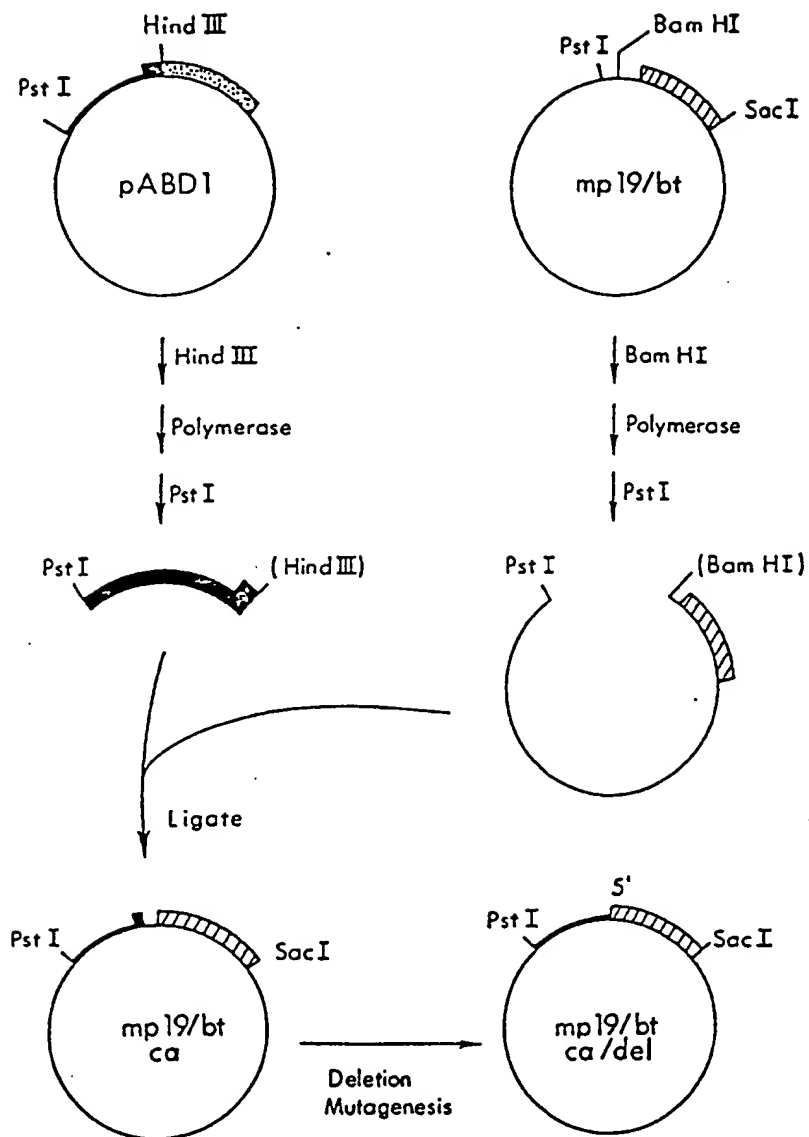 Hind III
Pst I
pABD1
Bam HI
Pst I
Sac I
mp19/bt
Hind III
Polymerase
Pst I
Bam HI
Polymerase
Pst I
Pst I
(Hind III)
Pst I
(Bam HI)
Ligate
Pst I
Sac I
mp19/bt
ca
Deletion
Mutagenesis
5'
Pst I
Sac I
mp19/bt
ca/del